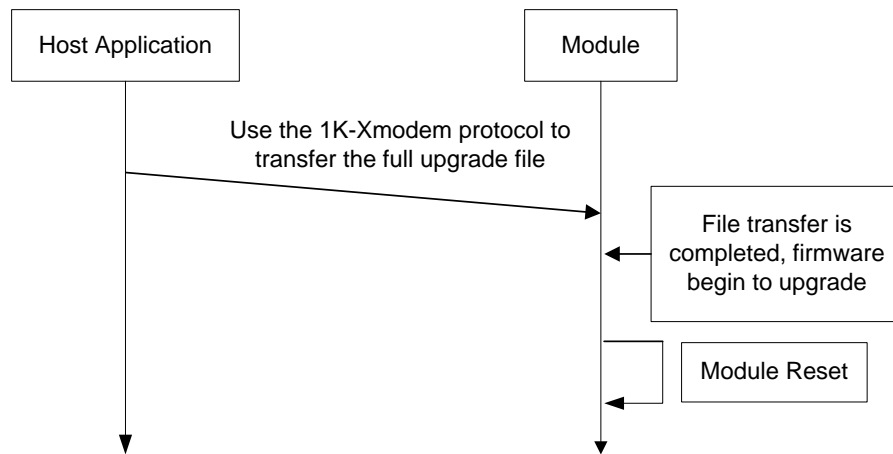 Host Application
Module
Use the 1K-Xmodem protocol to
transfer the full upgrade file
File transfer is
completed, firmware
begin to upgrade
Module Reset